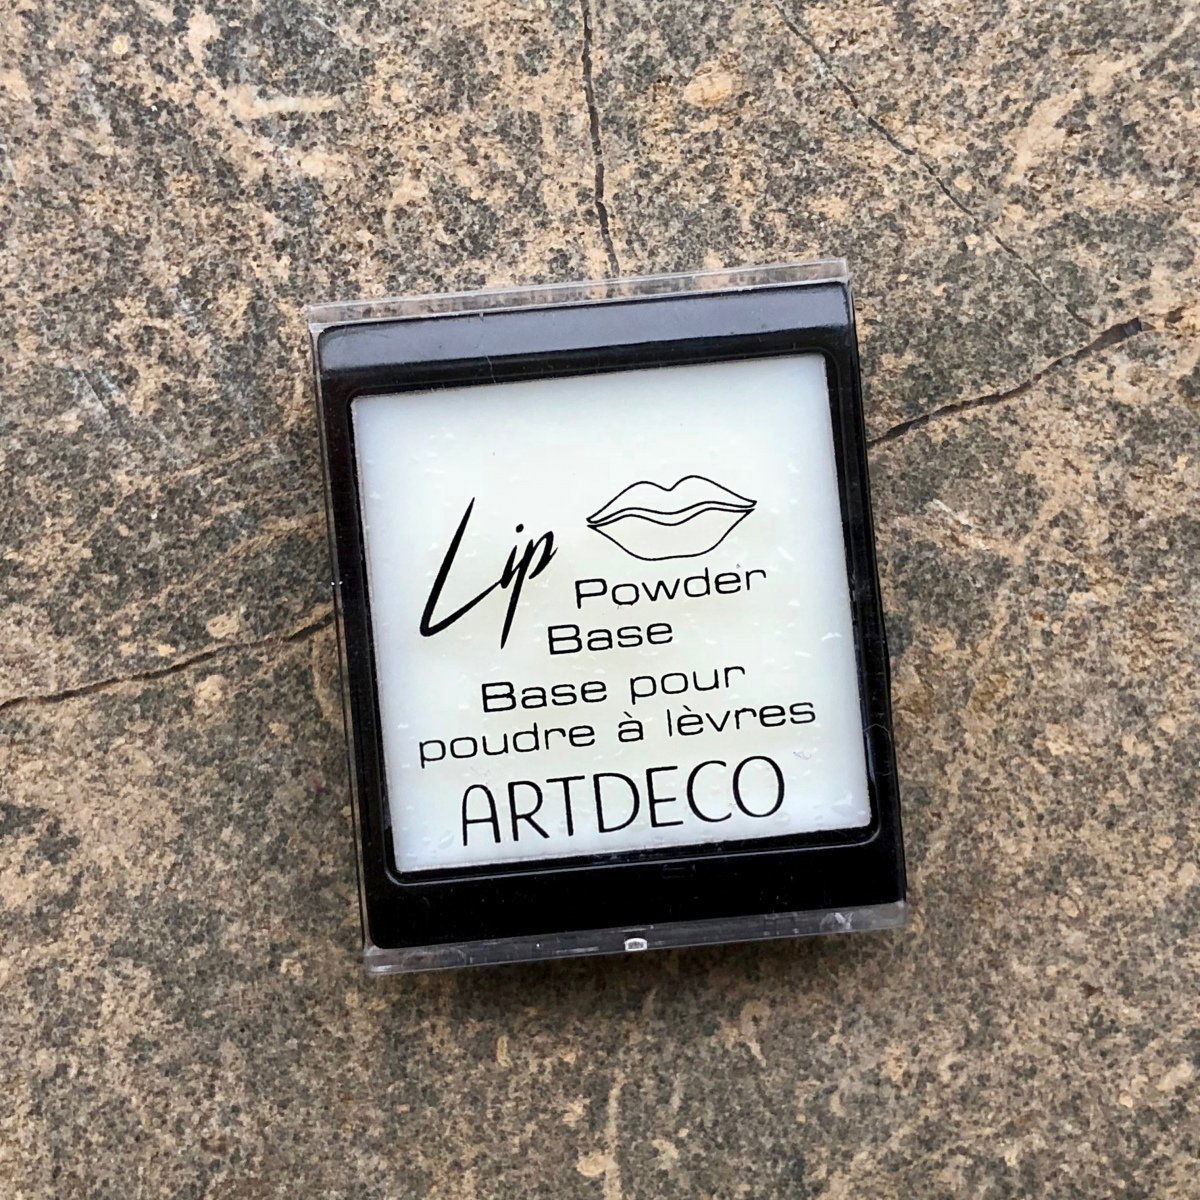 Lip Powder
Base
Base pour
poudre à lèvres
ARTDECO